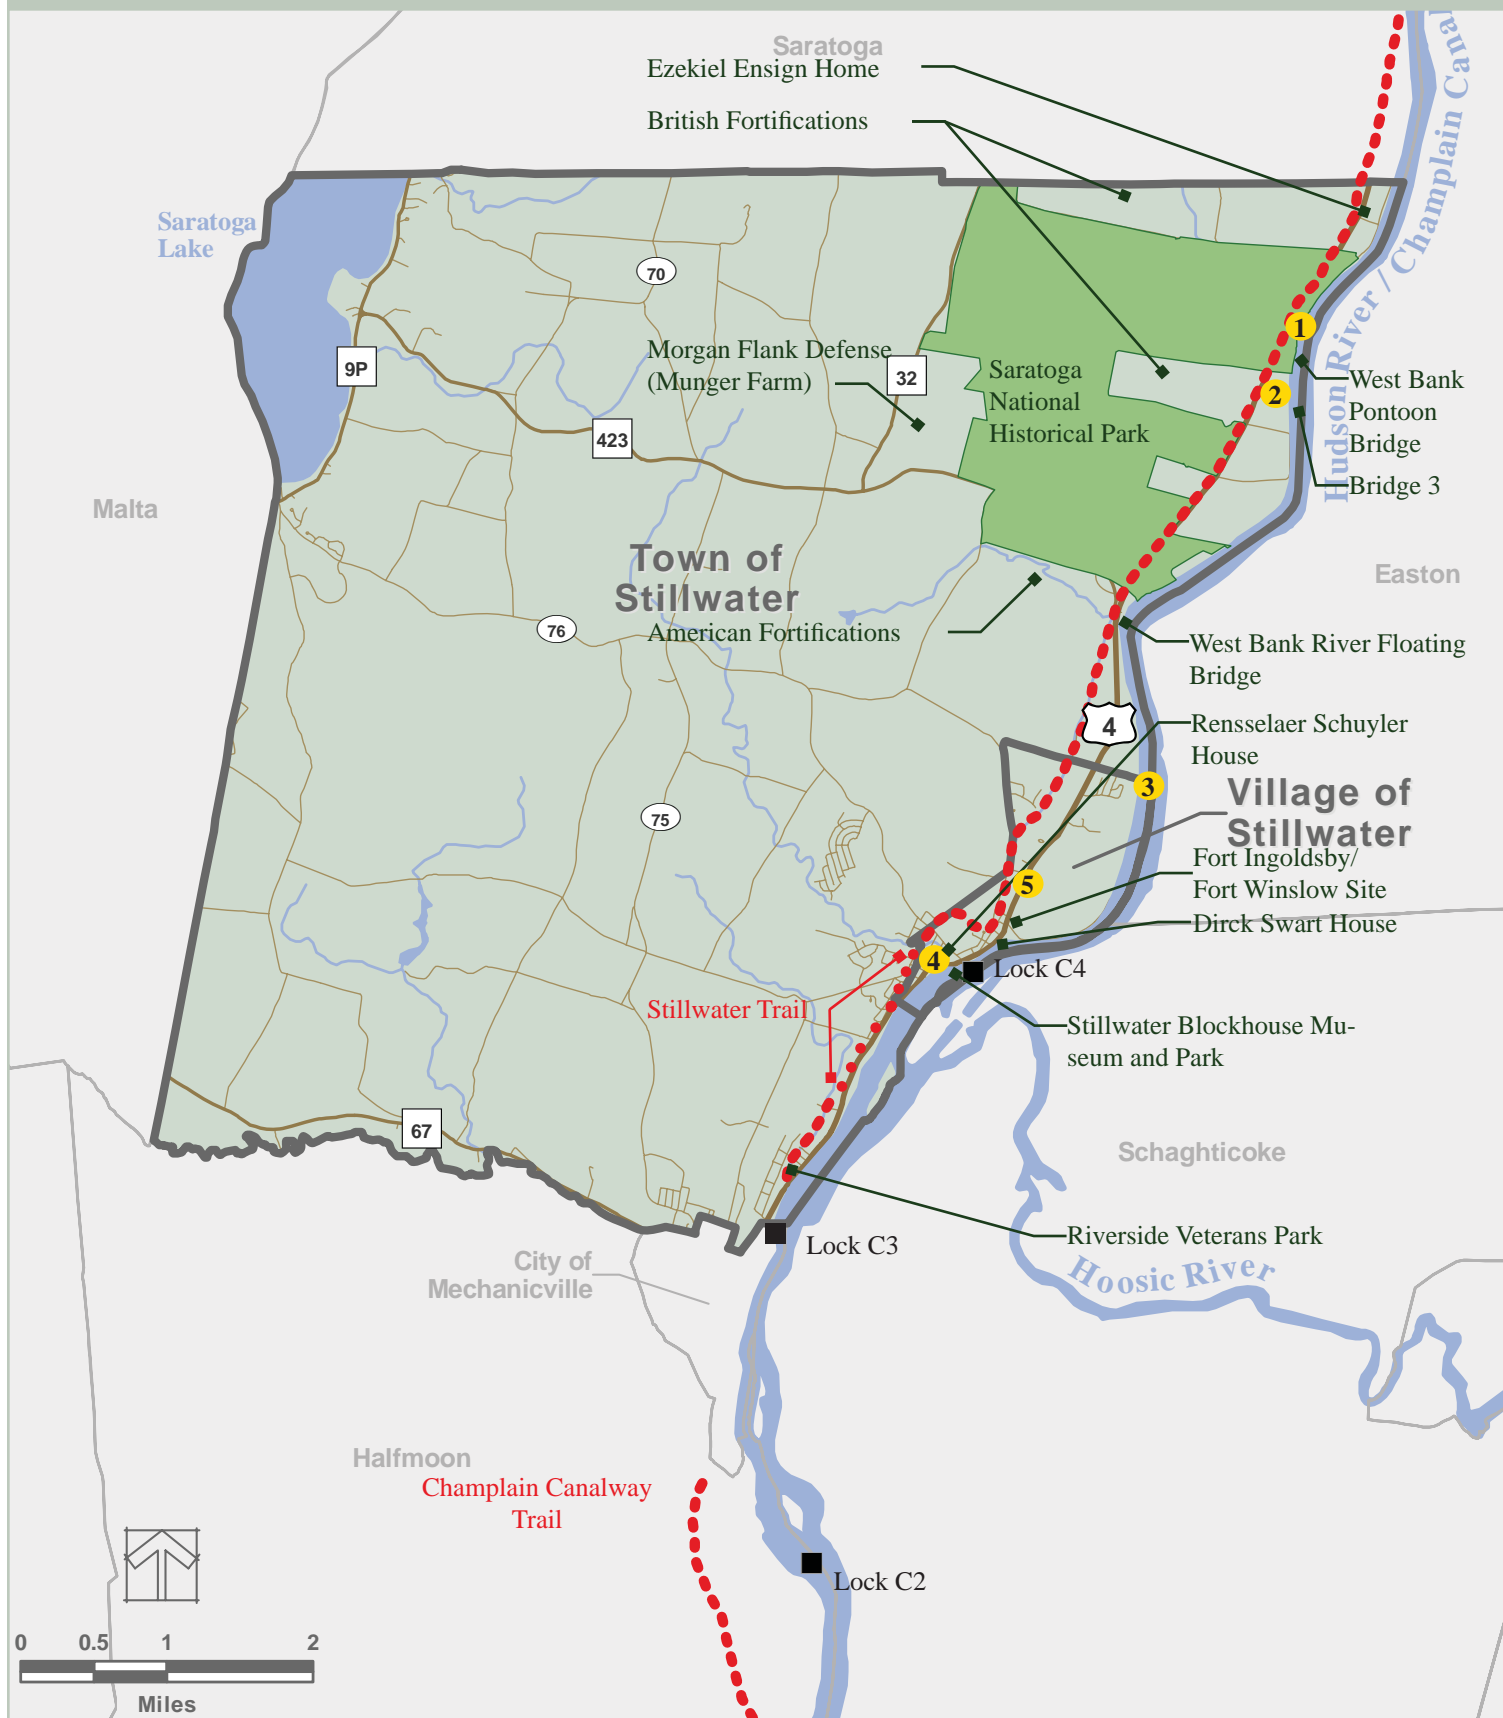 Saratoga
Ezekiel Ensign Home
British Fortifications
Saratoga
Lake
Hudson River / Champlain Canal
70
1
9P
Morgan Flank Defense
(Munger Farm)
32
Saratoga
National
Historical Park
2
West Bank
Pontoon
Bridge
423
Bridge 3
Malta
Town of
Stillwater
Easton
76
American Fortifications
West Bank River Floating
Bridge
4
Rensselaer Schuyler
House
3
Village of
Stillwater
75
Fort Ingoldsby/
Fort Winslow Site
5
Dirck Swart House
4
Lock C4
Stillwater Trail
Stillwater Blockhouse Mu-
seum and Park
67
Schaghticoke
Riverside Veterans Park
Lock C3
City of
Mechanicville
Hoosic River
Halfmoon
Champlain Canalway
Trail
Lock C2
0 0.5 1 2
Miles